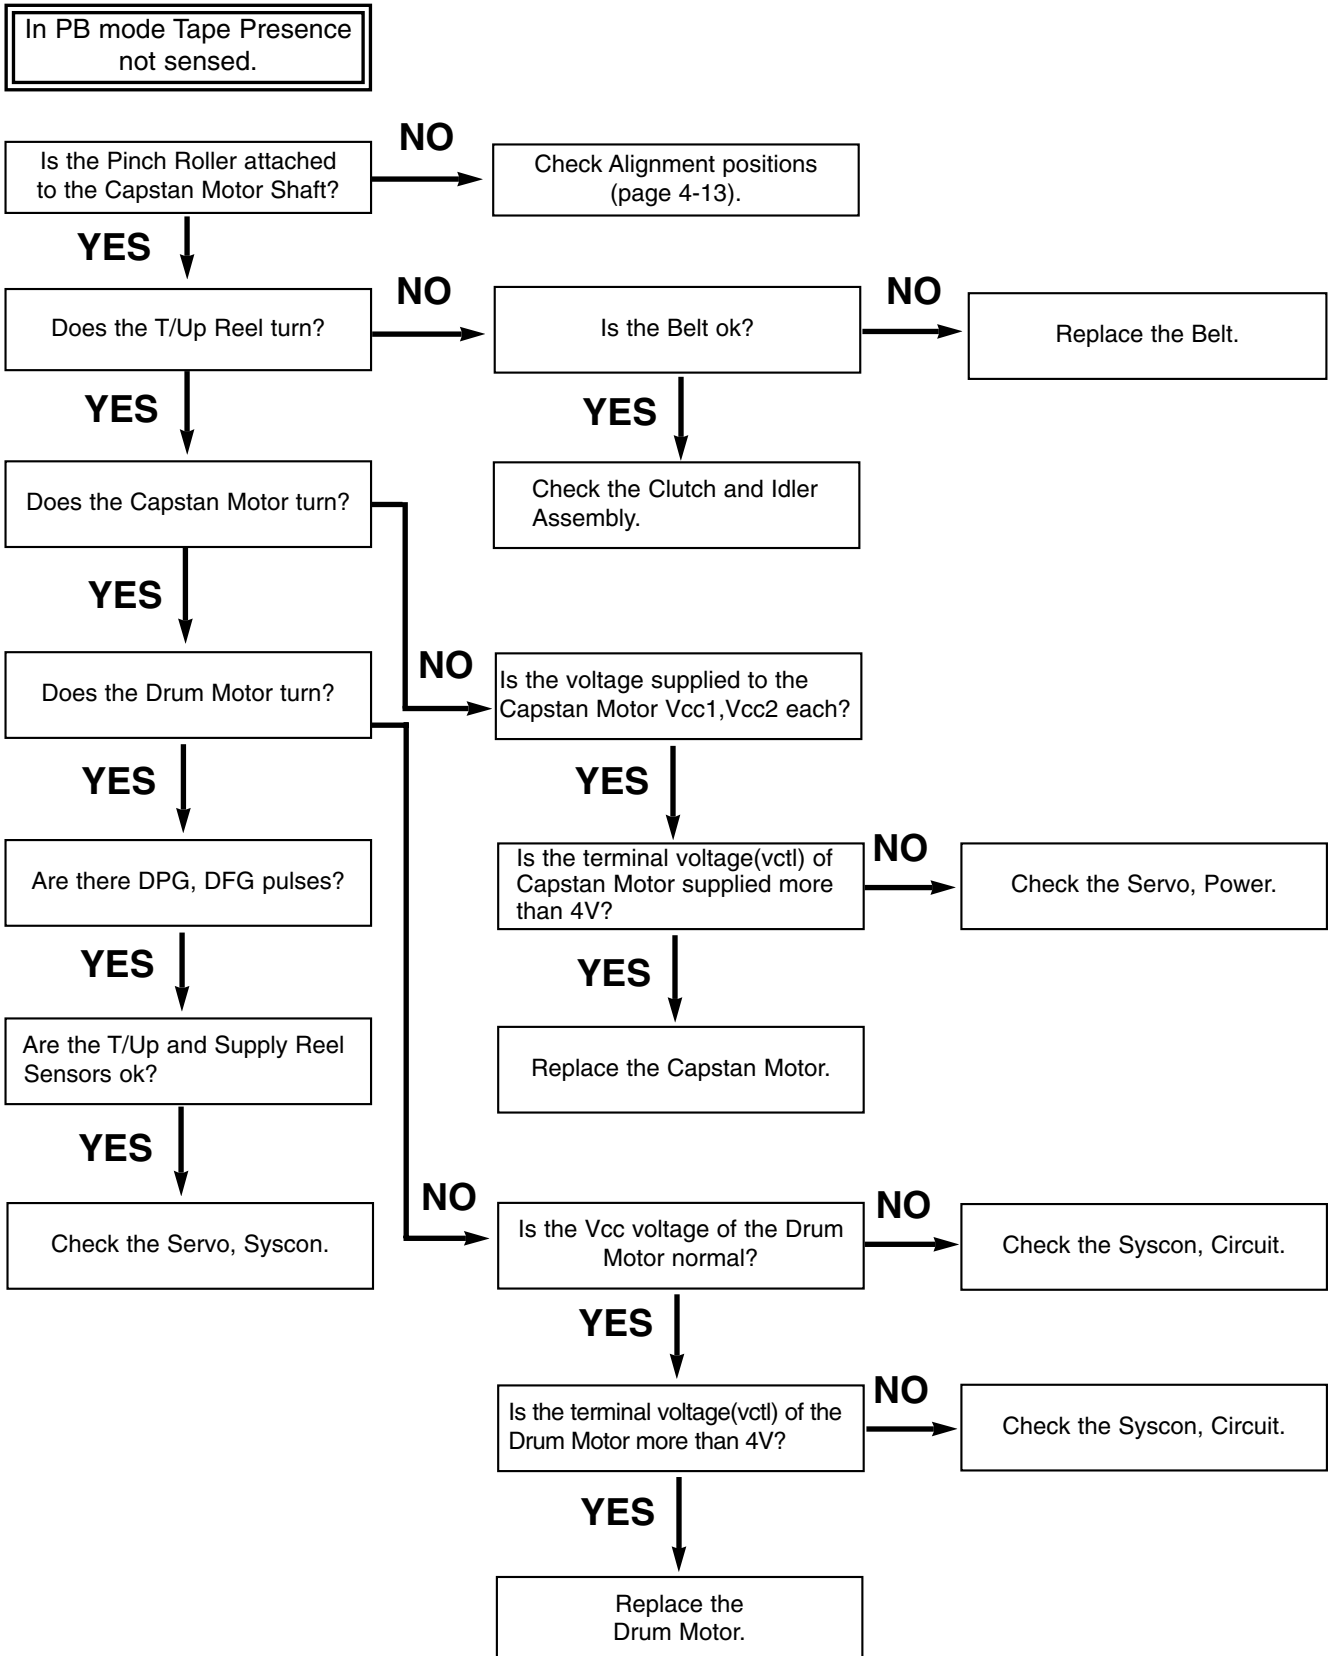 In PB mode Tape Presence
not sensed.
NO
Is the Pinch Roller attached
to the Capstan Motor Shaft?
Check Alignment positions
(page 4-13).
YES
NO
NO
Does the T/Up Reel turn?
Is the Belt ok?
Replace the Belt.
YES
YES
Does the Capstan Motor turn?
Check the Clutch and Idler
Assembly.
YES
NO
Does the Drum Motor turn?
Is the voltage supplied to the
Capstan Motor Vcc1,Vcc2 each?
YES
YES
NO
Are there DPG, DFG pulses?
Is the terminal voltage(vctl) of
Capstan Motor supplied more
than 4V?
Check the Servo, Power.
YES
YES
Are the T/Up and Supply Reel
Sensors ok?
Replace the Capstan Motor.
YES
NO
NO
Check the Servo, Syscon.
Is the Vcc voltage of the Drum
Motor normal?
Check the Syscon, Circuit.
YES
NO
Is the terminal voltage(vctl) of the
Drum Motor more than 4V?
Check the Syscon, Circuit.
YES
Replace the
Drum Motor.